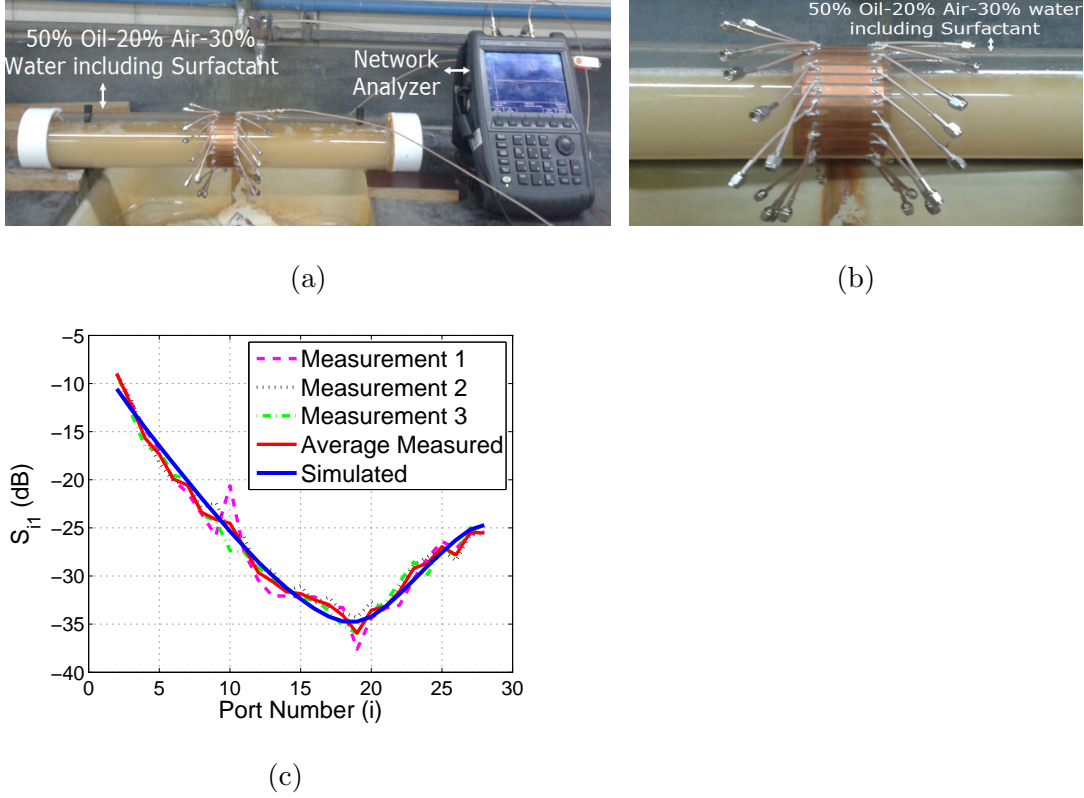 50% Oil-20% Air-30%
Water including Surfactant
Network
Analyzer
50% Oil-20% Air-30% water
including Surfactant
(a)
(b)
−5
−10
−15
−20
−25
−30
−35
−40
S_{i1} (dB)
Measurement 1
Measurement 2
Measurement 3
Average Measured
Simulated
0 5 10 15 20 25 30
Port Number (i)
(c)